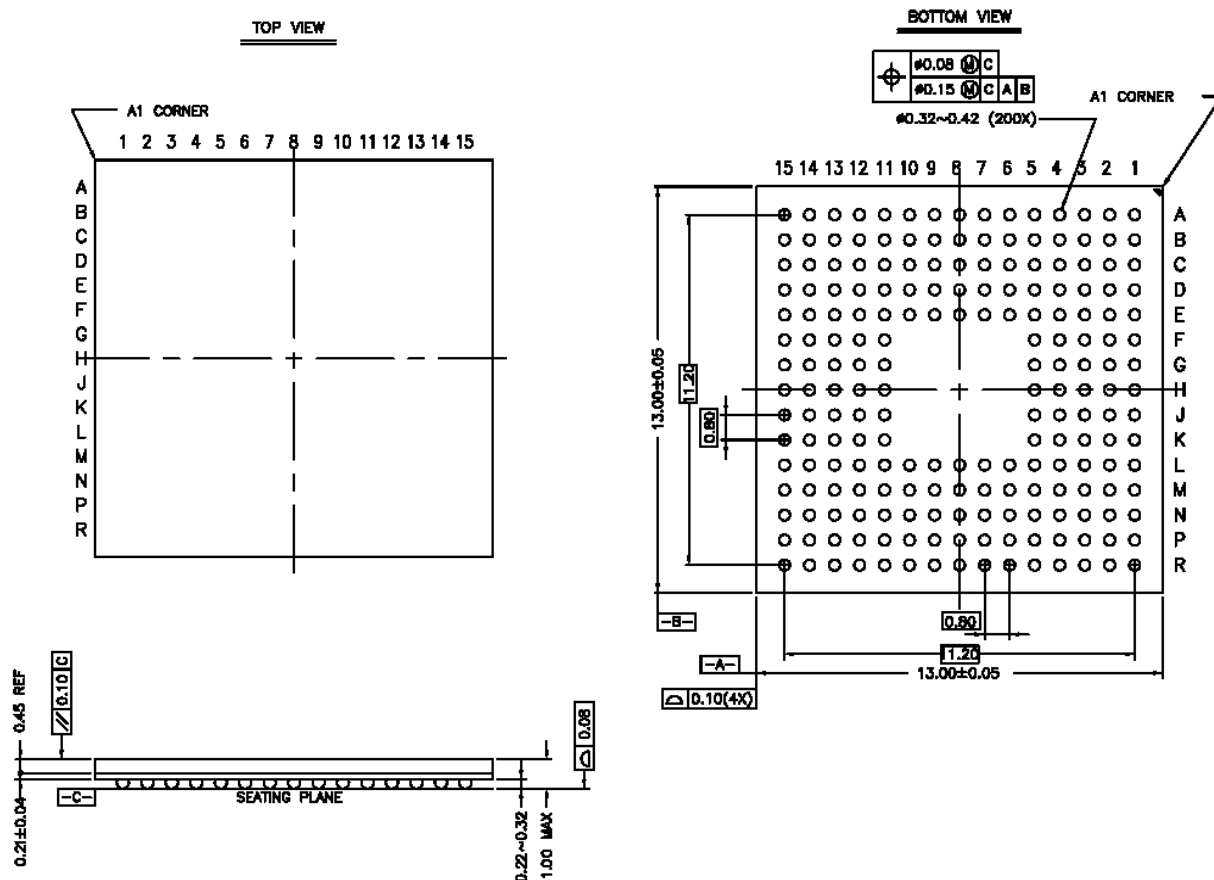 TOP VIEW
A1 CORNER
1 2 3 4 5 6 7 8 9 10 11 12 13 14 15
A
B
C
D
E
F
G
H
J
K
L
M
N
P
R
BOTTOM VIEW
ø0.08 Ⓜ C
ø0.15 Ⓜ C A B
ø0.32~0.42 (200X)
A1 CORNER
15 14 13 12 11 10 9 8 7 6 5 4 3 2 1
A
B
C
D
E
F
G
H
J
K
L
M
N
P
R
13.00±0.05
11.20
0.80
-B-
0.80
-A-
11.20
13.00±0.05
0.10(4X)
0.45 REF
// 0.10 C
0.08
-C-
SEATING PLANE
0.21±0.04
0.22~0.32
1.00 MAX